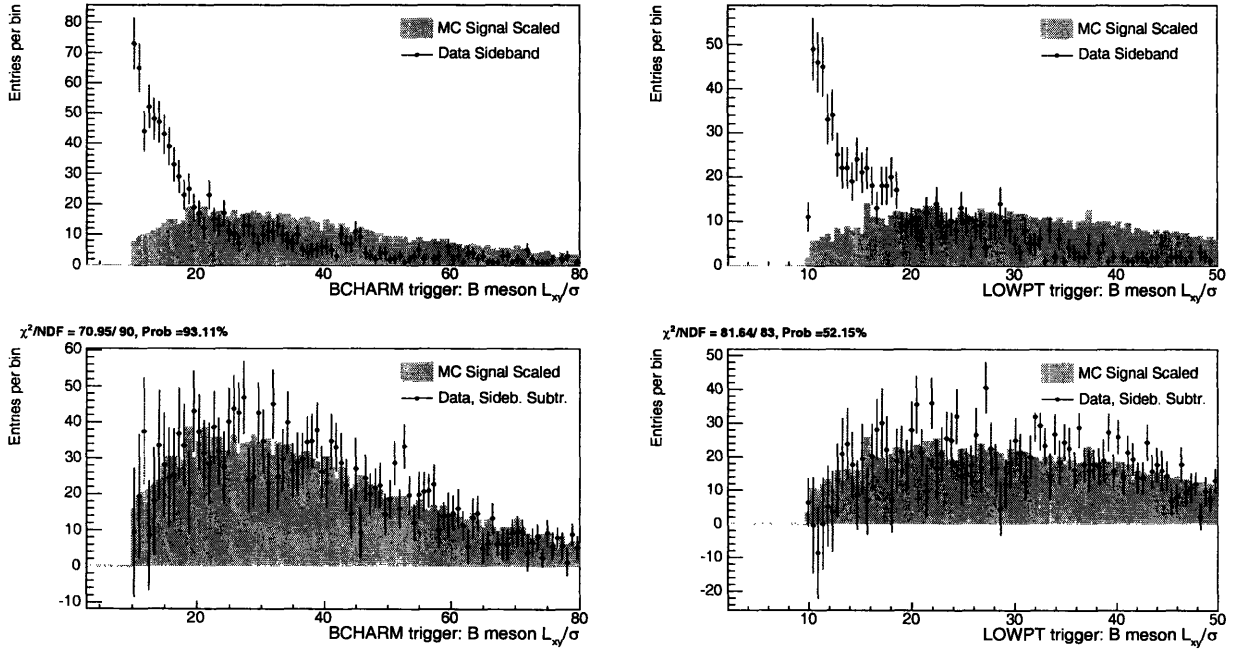 Entries per bin
80
70
60
50
40
30
20
10
0
MC Signal Scaled
Data Sideband
20 40 60 80
BCHARM trigger: B meson L_xy/σ
Entries per bin
50
40
30
20
10
0
MC Signal Scaled
Data Sideband
10 20 30 40 50
LOWPT trigger: B meson L_xy/σ
χ²/NDF = 70.95/ 90, Prob =93.11%
Entries per bin
60
50
40
30
20
10
0
-10
MC Signal Scaled
Data, Sideb. Subtr.
20 40 60 80
BCHARM trigger: B meson L_xy/σ
χ²/NDF = 81.64/ 83, Prob =52.15%
Entries per bin
50
40
30
20
10
0
-10
-20
MC Signal Scaled
Data, Sideb. Subtr.
10 20 30 40 50
LOWPT trigger: B meson L_xy/σ